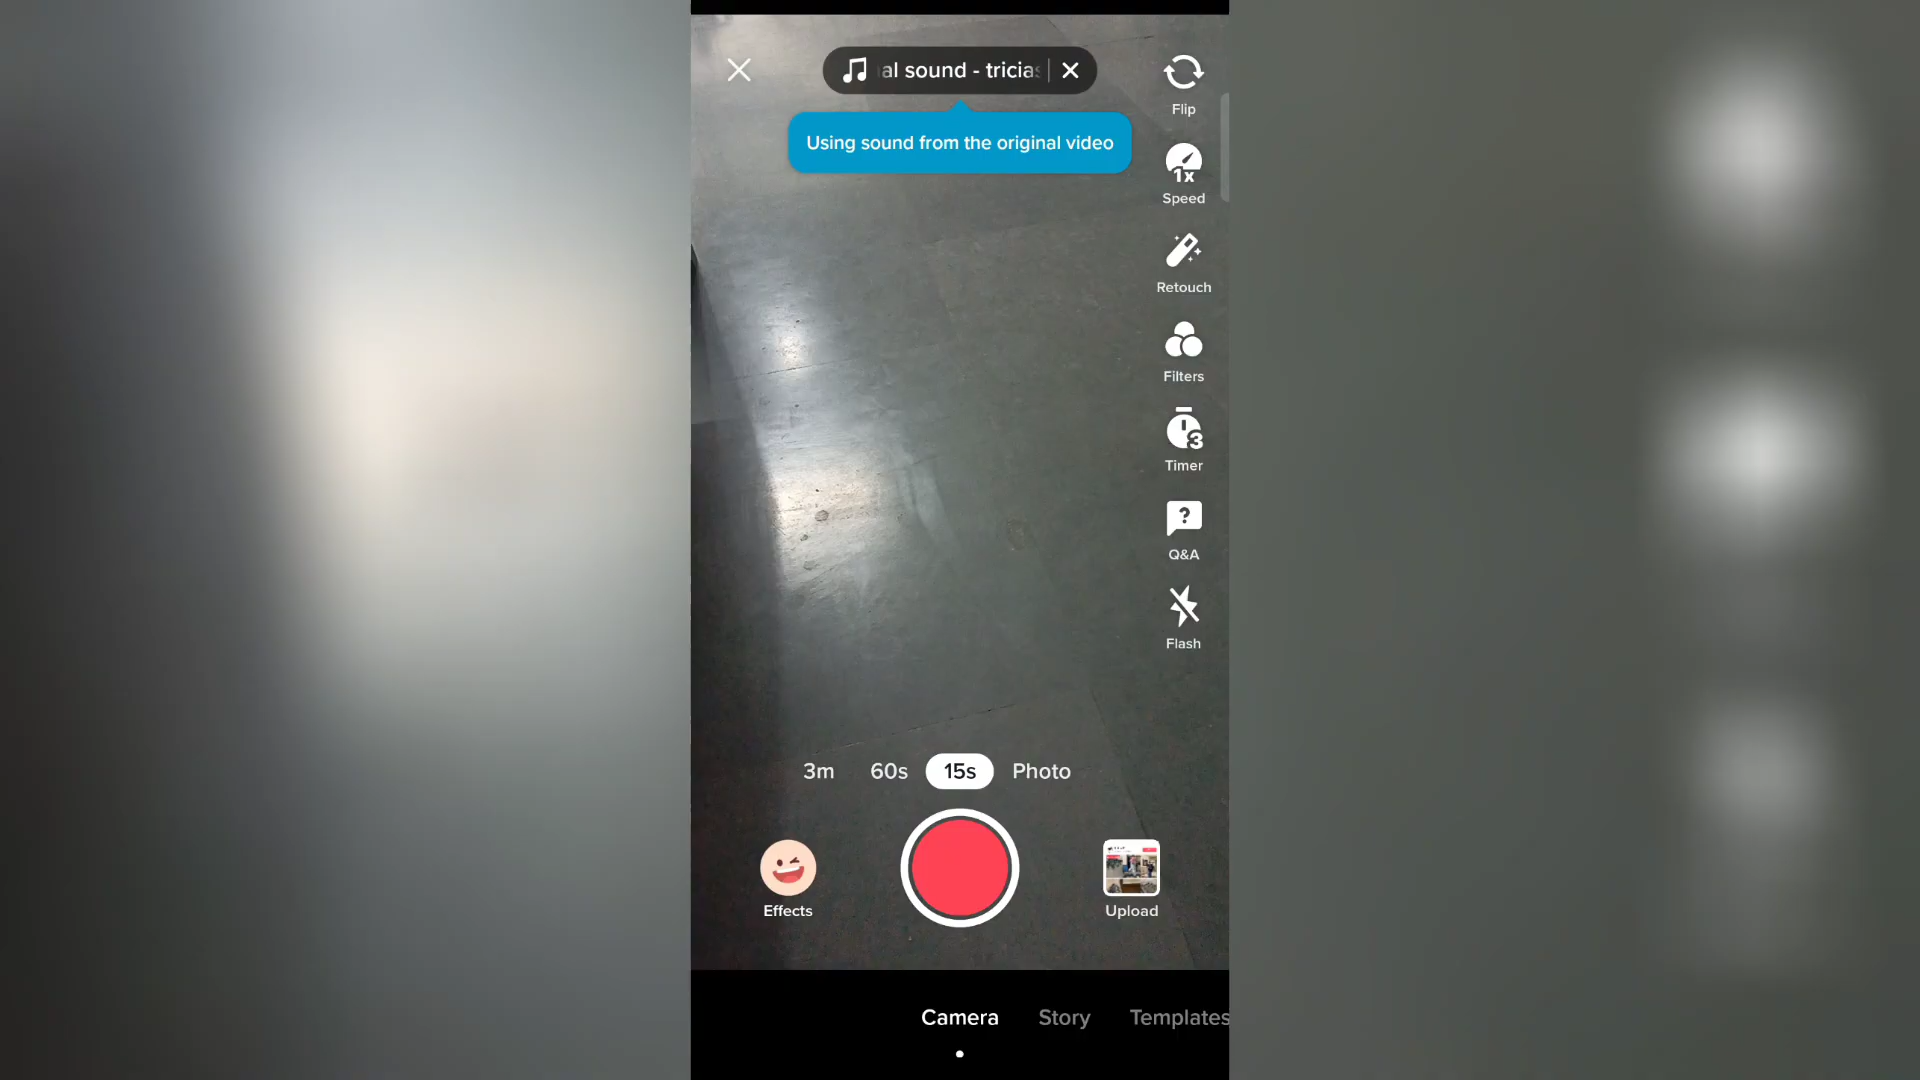 al sound - tricias
Using sound from the original video
Flip
1x
Speed
Retouch
Filters
3
Timer
?
Q&A
Flash
3m 60s 15s Photo
Effects
Upload
Camera Story Templates